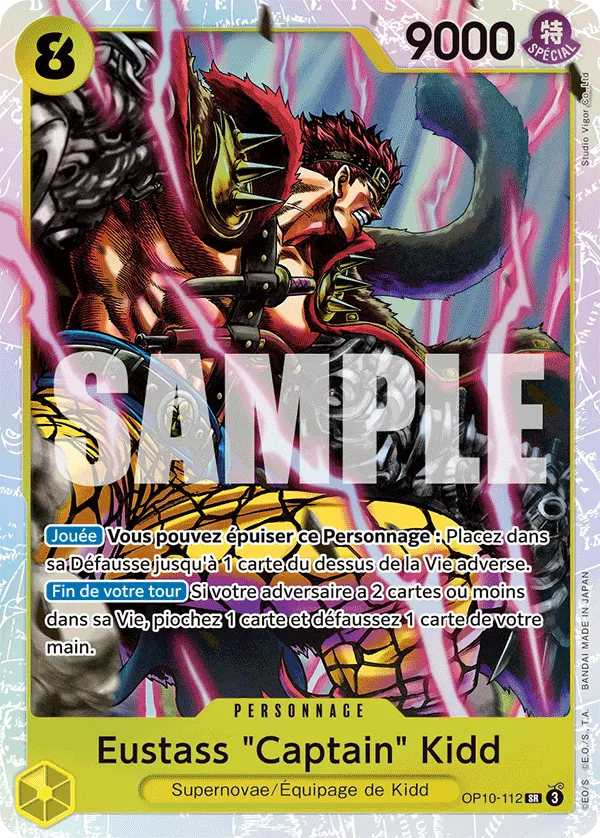 8
9000
特
SPÉCIAL
Studio Vigor Co.,Ltd
SAMPLE
Jouée Vous pouvez épuiser ce Personnage : Placez dans
sa Défausse jusqu'à 1 carte du dessus de la Vie adverse.
Fin de votre tour Si votre adversaire a 2 cartes ou moins
dans sa Vie, piochez 1 carte et défaussez 1 carte de votre
main.
©E/S ©E.O./S., T.A. BANDAI MADE IN JAPAN
PERSONNAGE
Eustass "Captain" Kidd
Supernovae/Équipage de Kidd
OP10-112 SR 3